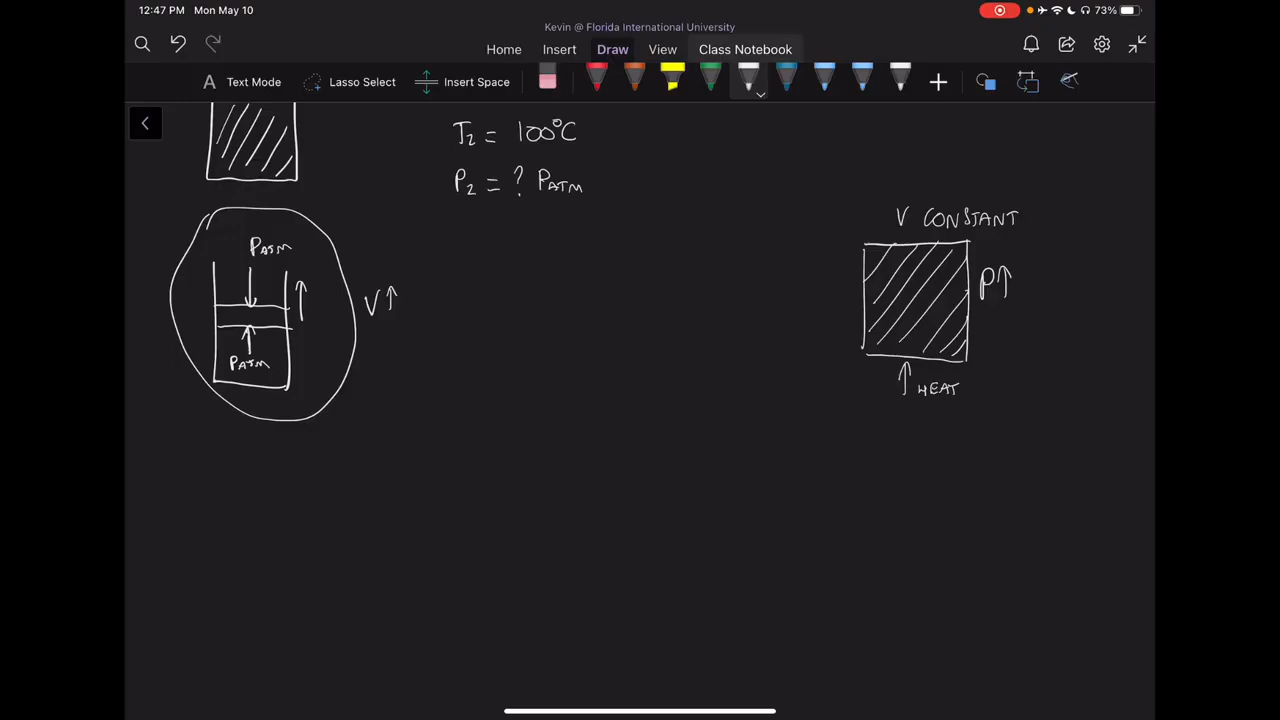 12:47 PM Mon May 10
73%
Kevin @ Florida International University
Home Insert Draw View Class Notebook
Text Mode Lasso Select Insert Space
T2 = 100°C
P2 = ? PATM
V CONSTANT
PATM
P↑
V↑
PATM
↑ HEAT